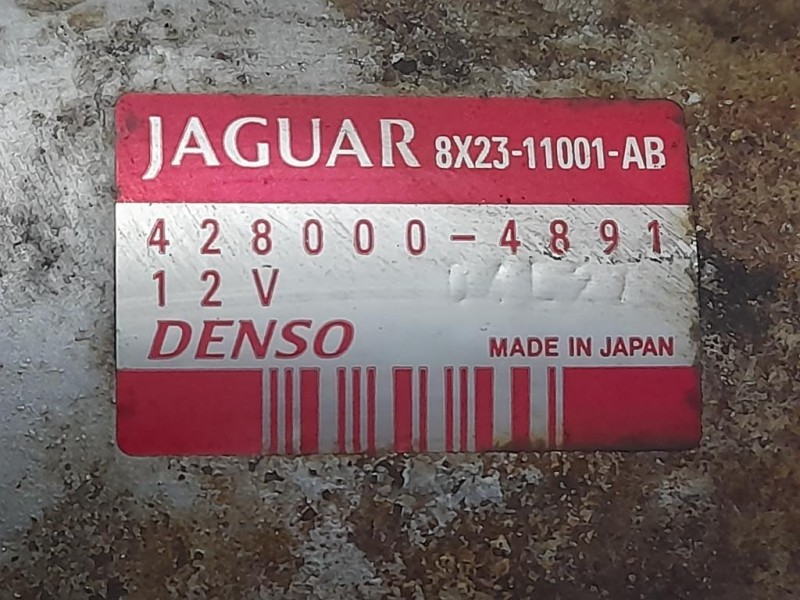 JAGUAR 8X23-11001-AB
428000-4891
12V
DENSO MADE IN JAPAN